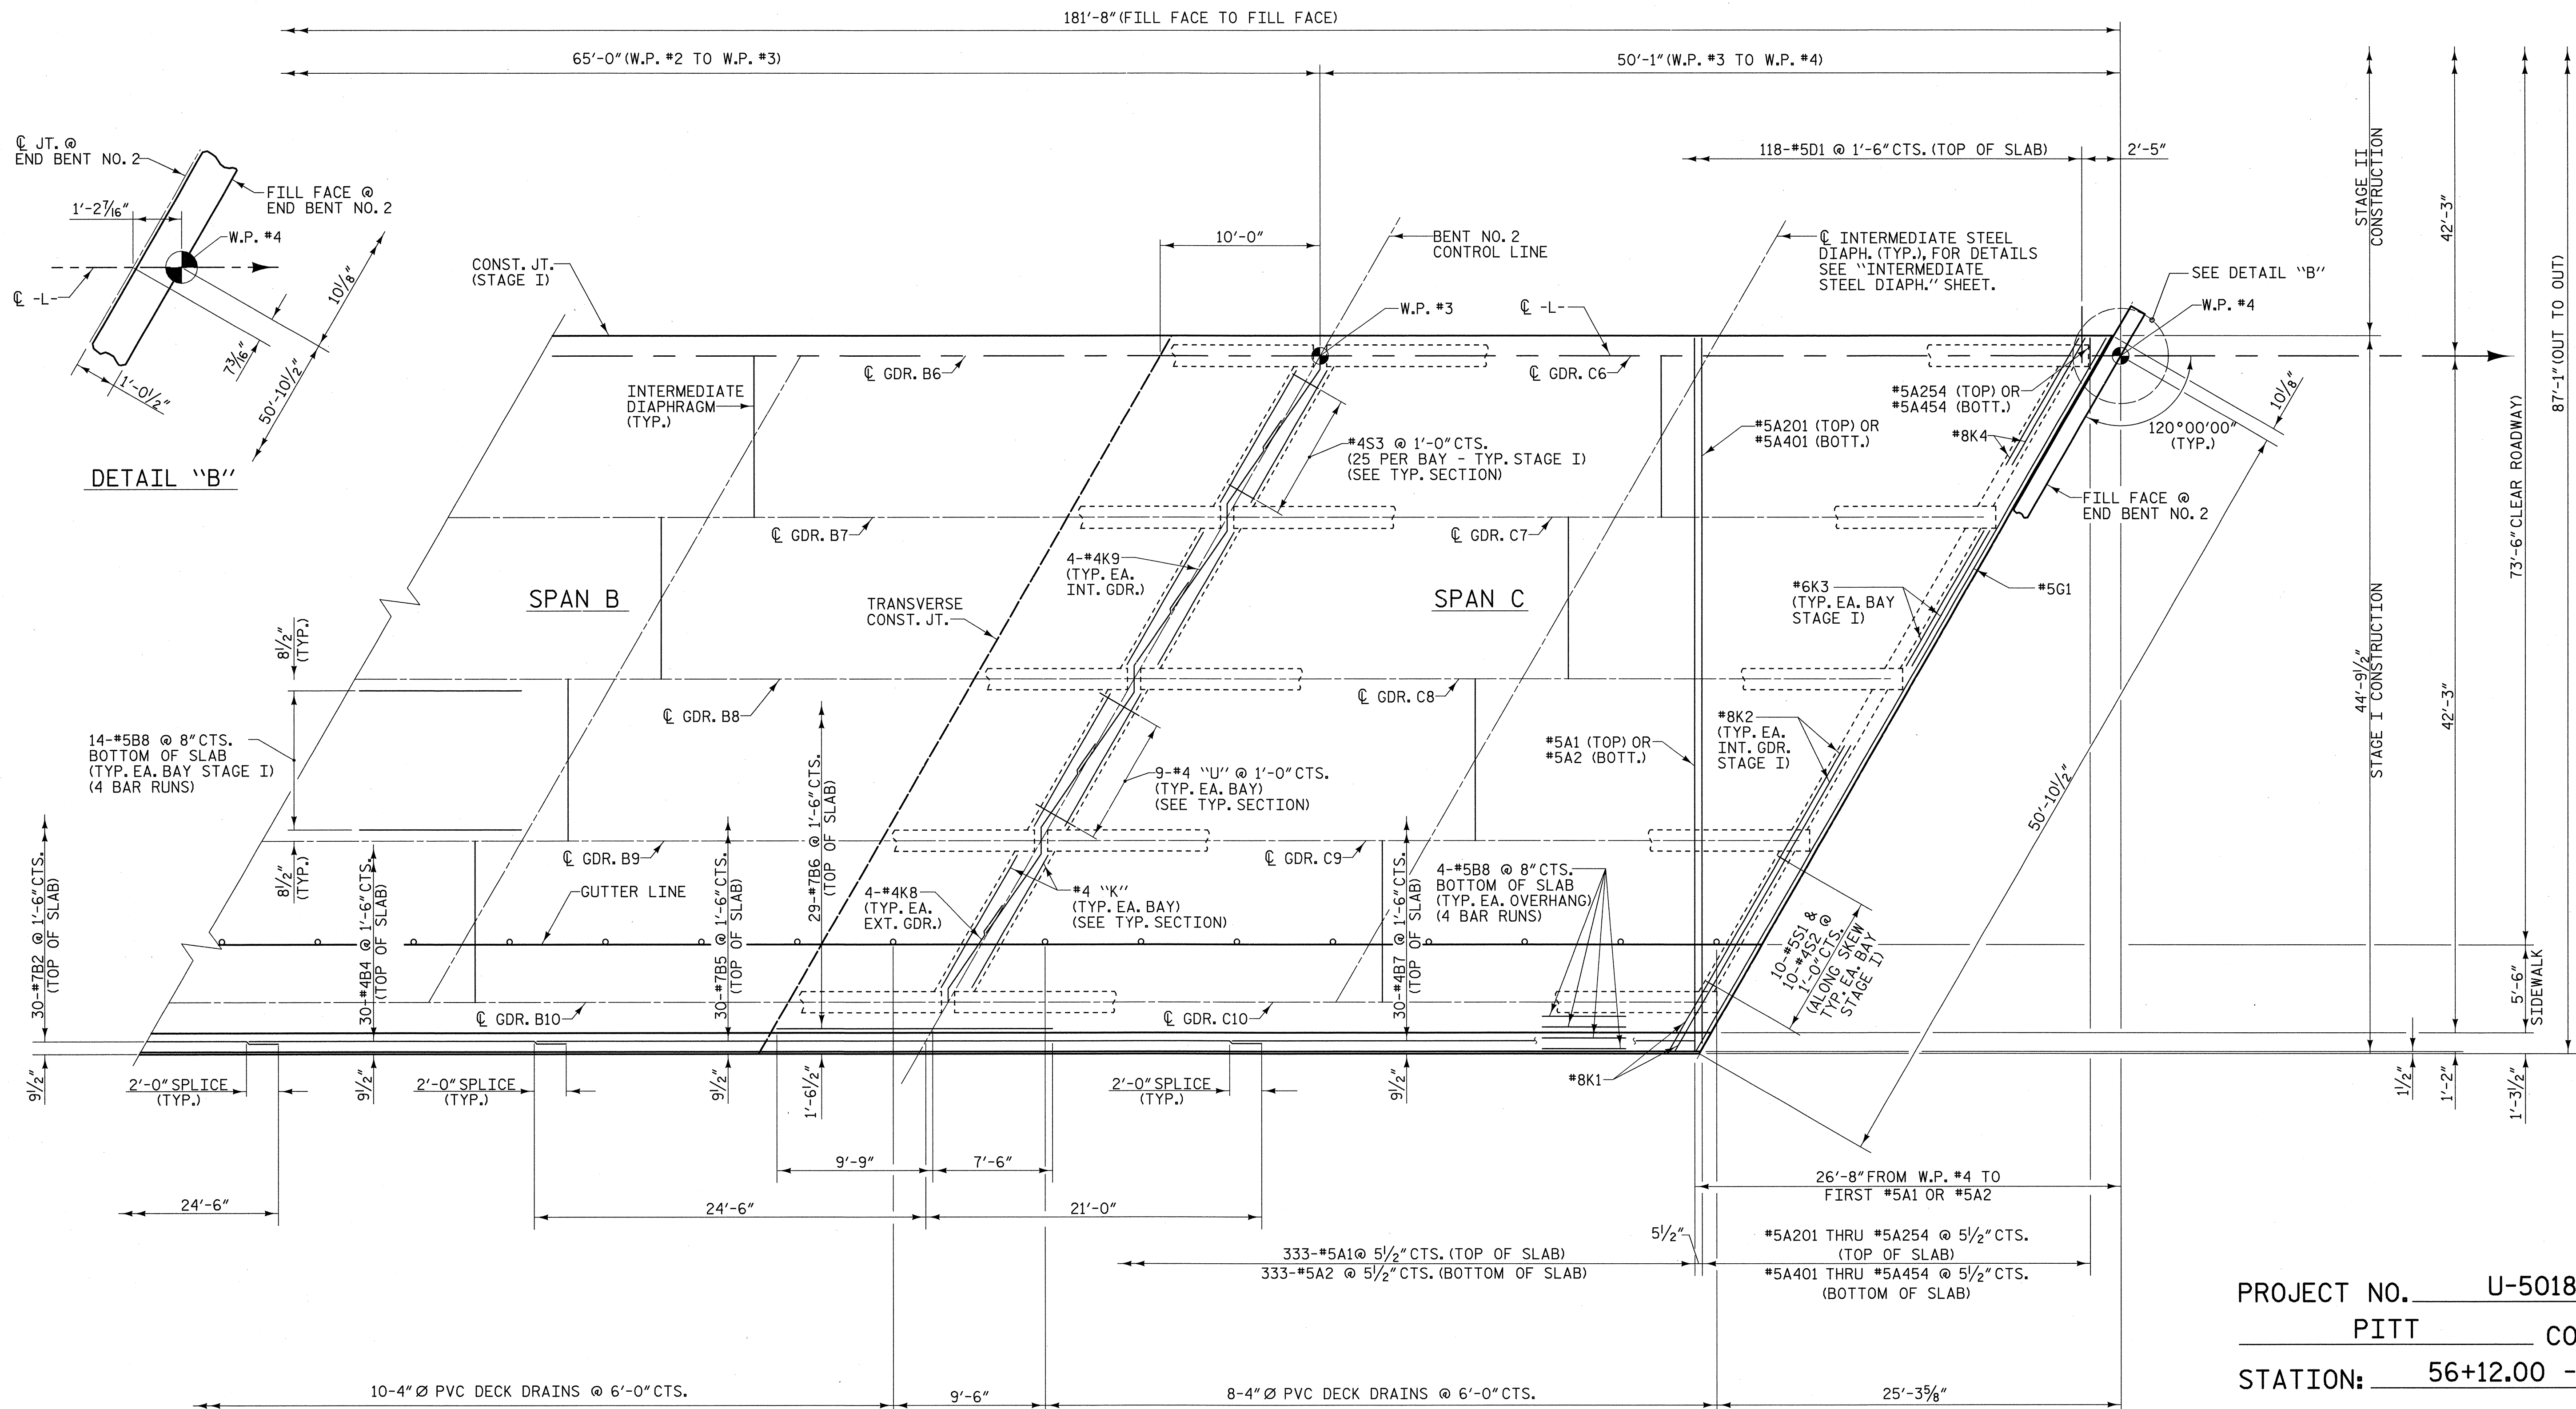 181'-8" (FILL FACE TO FILL FACE)
65'-0" (W.P. #2 TO W.P. #3)
50'-1" (W.P. #3 TO W.P. #4)
℄ JT. @
END BENT NO. 2
FILL FACE @
END BENT NO. 2
1'-2 7/16"
W.P. #4
℄ -L-
10 1/8"
7 3/16"
50'-10 1/2"
1'-0 1/2"
DETAIL "B"
118-#5D1 @ 1'-6" CTS. (TOP OF SLAB)
2'-5"
10'-0"
BENT NO. 2
CONTROL LINE
℄ INTERMEDIATE STEEL
DIAPH. (TYP.), FOR DETAILS
SEE "INTERMEDIATE
STEEL DIAPH." SHEET.
SEE DETAIL "B"
W.P. #4
CONST. JT.
(STAGE I)
W.P. #3
℄ -L-
STAGE II
CONSTRUCTION
42'-3"
87'-1" (OUT TO OUT)
73'-6" CLEAR ROADWAY)
INTERMEDIATE
DIAPHRAGM
(TYP.)
℄ GDR. B6
℄ GDR. C6
#5A254 (TOP) OR
#5A454 (BOTT.)
#5A201 (TOP) OR
#5A401 (BOTT.)
#8K4
120°00'00"
(TYP.)
10 1/8"
#4S3 @ 1'-0" CTS.
(25 PER BAY - TYP. STAGE I)
(SEE TYP. SECTION)
FILL FACE @
END BENT NO. 2
℄ GDR. B7
℄ GDR. C7
4-#4K9
(TYP. EA.
INT. GDR.)
SPAN B
TRANSVERSE
CONST. JT.
SPAN C
#6K3
(TYP. EA. BAY
STAGE I)
#5G1
44'-9 1/2"
STAGE I CONSTRUCTION
42'-3"
8 1/2"
(TYP.)
℄ GDR. B8
℄ GDR. C8
14-#5B8 @ 8" CTS.
BOTTOM OF SLAB
(TYP. EA. BAY STAGE I)
(4 BAR RUNS)
#5A1 (TOP) OR
#5A2 (BOTT.)
#8K2
(TYP. EA.
INT. GDR.
STAGE I)
9-#4 "U" @ 1'-0" CTS.
(TYP. EA. BAY)
(SEE TYP. SECTION)
50'-10 1/2"
8 1/2"
(TYP.)
℄ GDR. B9
℄ GDR. C9
GUTTER LINE
30-#7B2 @ 1'-6" CTS.
(TOP OF SLAB)
30-#4B4 @ 1'-6" CTS.
(TOP OF SLAB)
30-#7B5 @ 1'-6" CTS.
(TOP OF SLAB)
29-#7B6 @ 1'-6" CTS.
(TOP OF SLAB)
4-#4K8
(TYP. EA.
EXT. GDR.)
#4 "K"
(TYP. EA. BAY)
(SEE TYP. SECTION)
30-#4B7 @ 1'-6" CTS.
(TOP OF SLAB)
4-#5B8 @ 8" CTS.
BOTTOM OF SLAB
(TYP. EA. OVERHANG)
(4 BAR RUNS)
10-#5S1 &
10-#4S2 @
1'-0" CTS.
(ALONG SKEW
TYP. EA. BAY
STAGE I)
5'-6"
SIDEWALK
℄ GDR. B10
℄ GDR. C10
9 1/2"
2'-0" SPLICE
(TYP.)
9 1/2"
2'-0" SPLICE
(TYP.)
9 1/2"
1'-6 1/2"
2'-0" SPLICE
(TYP.)
9 1/2"
#8K1
1 1/2"
1'-2"
1'-3 1/2"
9'-9"
7'-6"
24'-6"
24'-6"
21'-0"
26'-8" FROM W.P. #4 TO
FIRST #5A1 OR #5A2
333-#5A1@ 5 1/2" CTS. (TOP OF SLAB)
333-#5A2 @ 5 1/2" CTS. (BOTTOM OF SLAB)
5 1/2"
#5A201 THRU #5A254 @ 5 1/2" CTS.
(TOP OF SLAB)
#5A401 THRU #5A454 @ 5 1/2" CTS.
(BOTTOM OF SLAB)
10-4" Ø PVC DECK DRAINS @ 6'-0" CTS.
9'-6"
8-4" Ø PVC DECK DRAINS @ 6'-0" CTS.
25'-3 5/8"
PROJECT NO. U-5018
PITT CO
STATION: 56+12.00 -